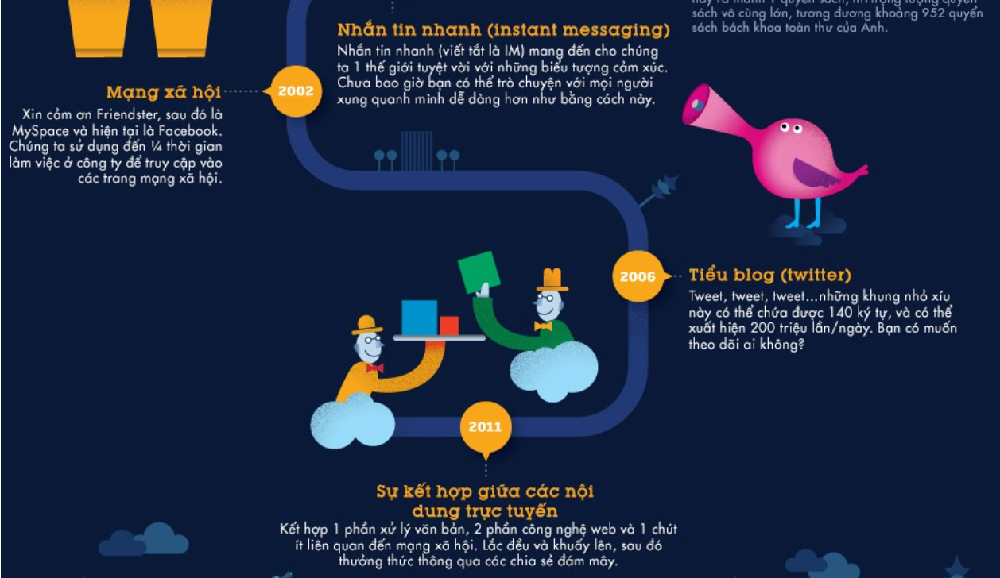 sách vô cùng lớn, tương đương khoảng 952 quyển
sách bách khoa toàn thư của Anh.
Nhắn tin nhanh (instant messaging)
Nhắn tin nhanh (viết tắt là IM) mang đến cho chúng
ta 1 thế giới tuyệt vời với những biểu tượng cảm xúc.
Chưa bao giờ bạn có thể trò chuyện với mọi người
xung quanh mình dễ dàng hơn như bằng cách này.
2002
Mạng xã hội
Xin cảm ơn Friendster, sau đó là
MySpace và hiện tại là Facebook.
Chúng ta sử dụng đến ¼ thời gian
làm việc ở công ty để truy cập vào
các trang mạng xã hội.
2006
Tiểu blog (twitter)
Tweet, tweet, tweet...những khung nhỏ xíu
này có thể chứa được 140 ký tự, và có thể
xuất hiện 200 triệu lần/ngày. Bạn có muốn
theo dõi ai không?
2011
Sự kết hợp giữa các nội
dung trực tuyến
Kết hợp 1 phần xử lý văn bản, 2 phần công nghệ web và 1 chút
ít liên quan đến mạng xã hội. Lắc đều và khuấy lên, sau đó
thưởng thức thông qua các chia sẻ đám mây.